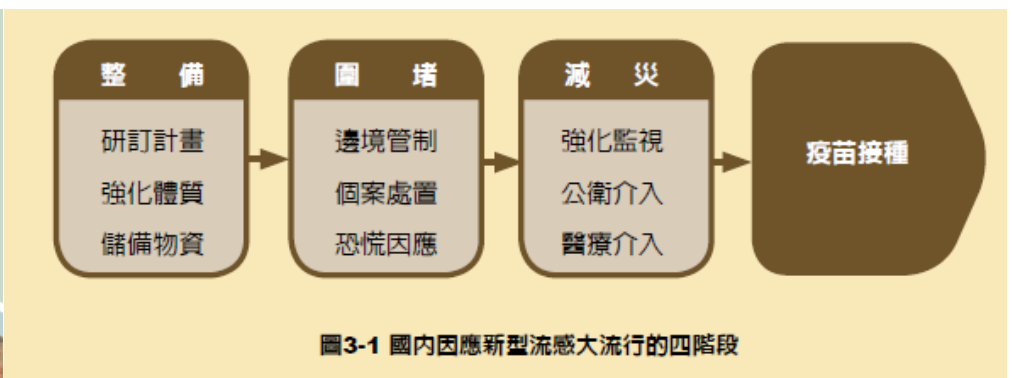 整備
研訂計畫
強化體質
儲備物資
圍堵
邊境管制
個案處置
恐慌因應
減災
強化監視
公衛介入
醫療介入
疫苗接種
圖3-1 國內因應新型流感大流行的四階段